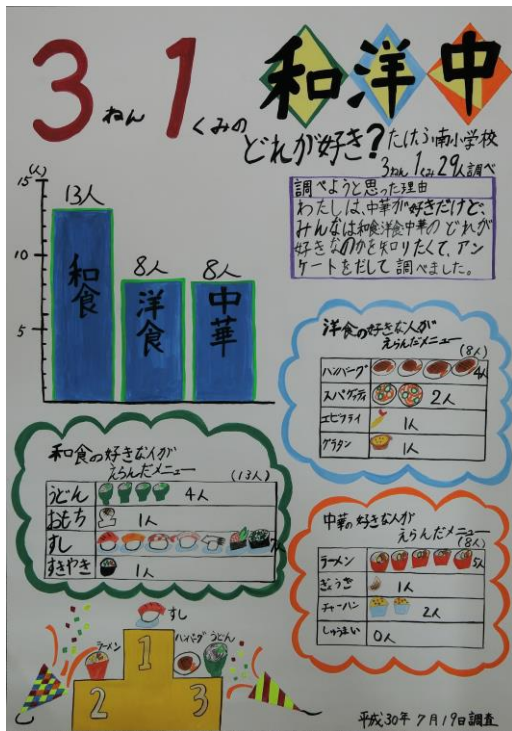 3ねん1くみの
和洋中
どれが好き?
たけふ南小学校
3ねん1くみ29人調べ
調べようと思った理由
わたしは、中華が好きだけど、
みんなは和食洋食中華のどれが
好きなのかを知りたくて、アン
ケートをだして調べました。
(人)
15
10
5
13人
和食
8人
洋食
8人
中華
洋食の好きな人が
えらんだメニュー
(8人)
ハンバーグ 4人
スパゲッティ 2人
エビフライ 1人
グラタン 1人
和食の好きな人が
えらんだメニュー
(13人)
うどん 4人
おもち 1人
すし 7人
すきやき 1人
中華の好きな人が
えらんだメニュー
(8人)
ラーメン 5人
ぎょうざ 1人
チャーハン 2人
しゅうまい 0人
すし
ラーメン
ハンバーグ
うどん
1
2
3
平成30年7月19日調査